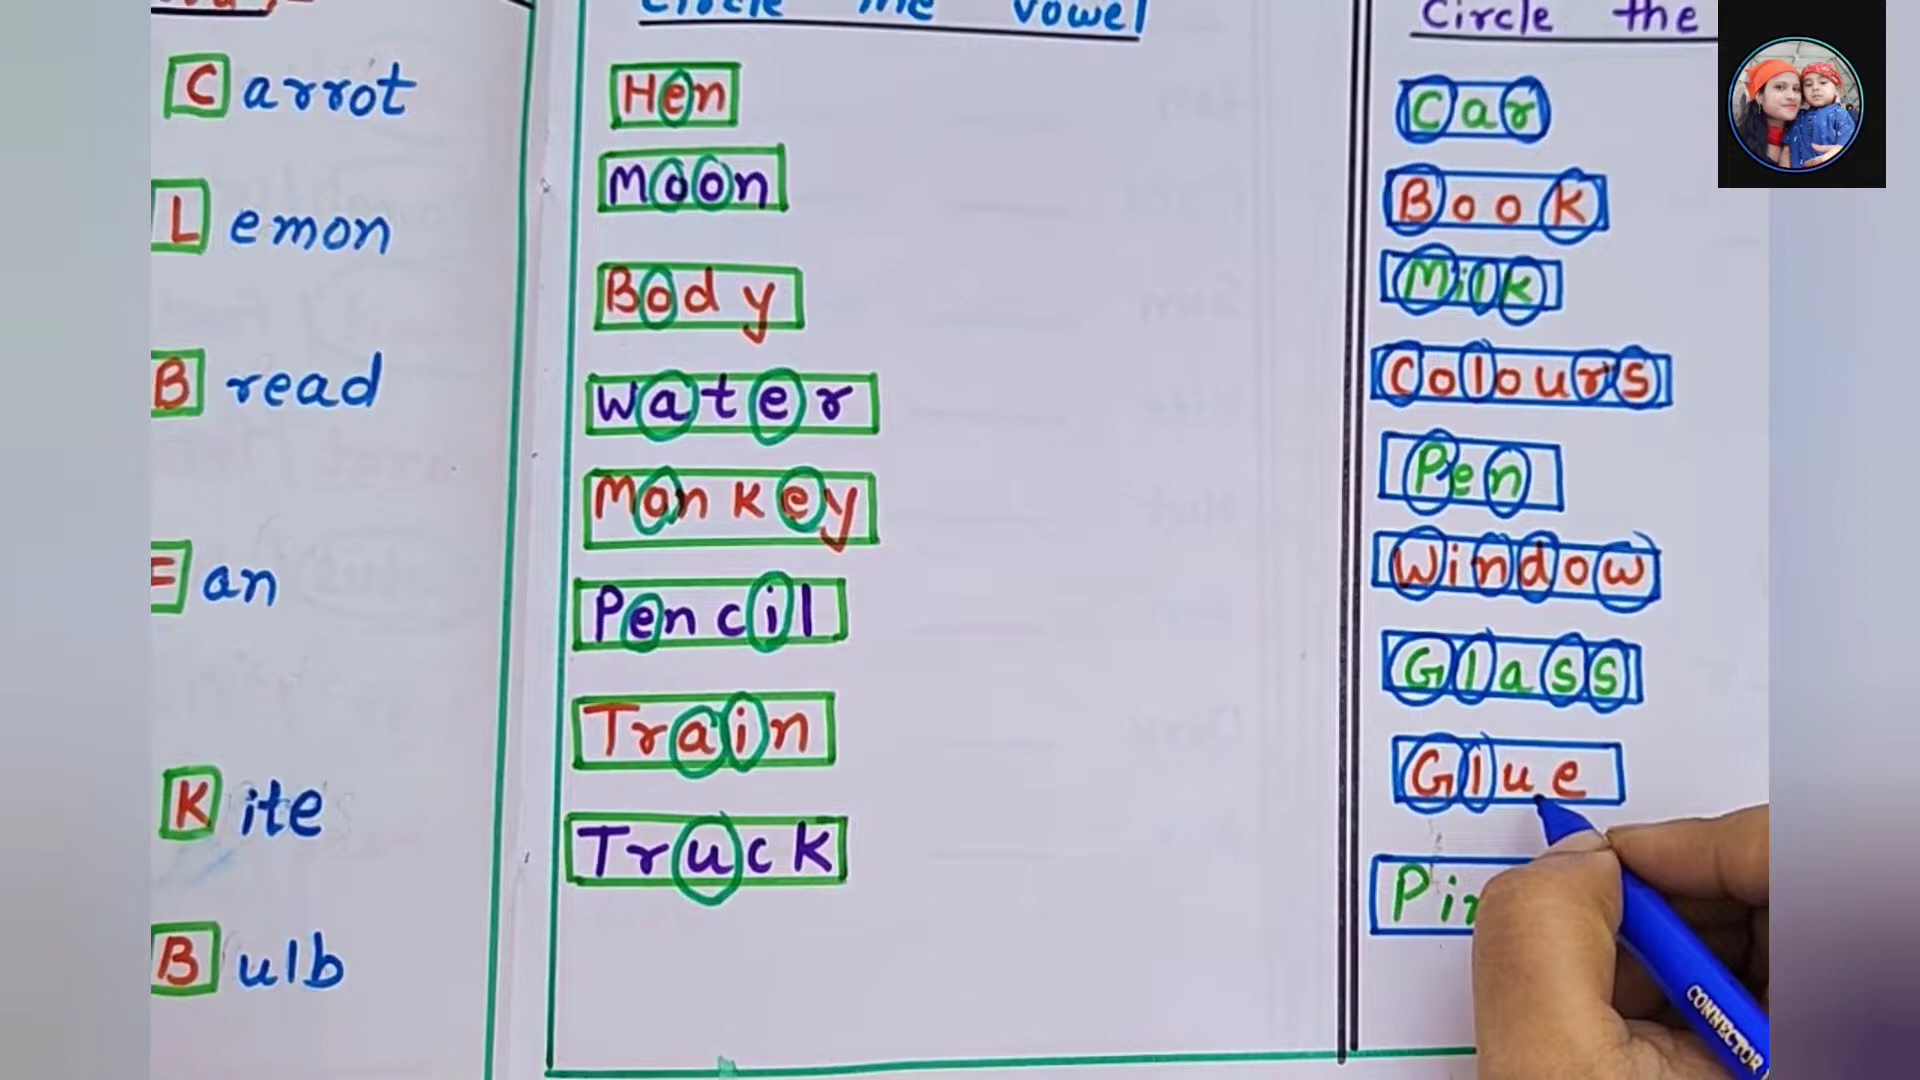 Carrot
Lemon
Bread
Fan
Kite
Bulb
Circle the Vowel
Hen
Moon
Body
Water
Monkey
Pencil
Train
Truck
Circle the
Car
Book
Milk
Colours
Pen
Window
Glass
Glue
CONNECTOR